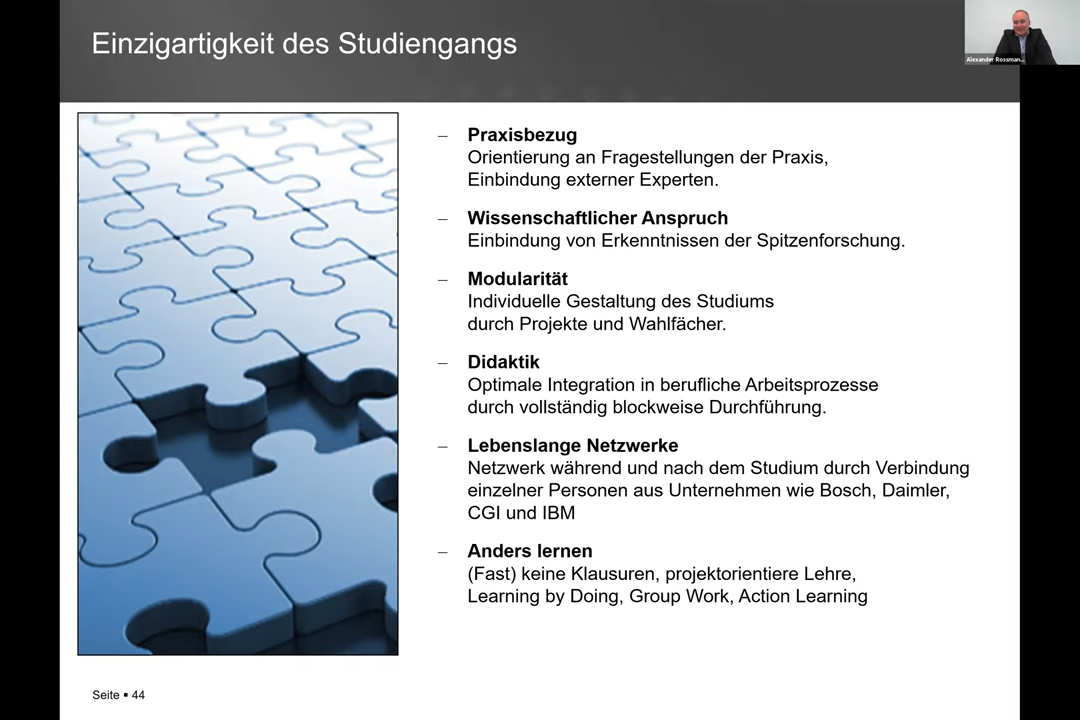 Einzigartigkeit des Studiengangs
Alexander Rossman...
– Praxisbezug
Orientierung an Fragestellungen der Praxis,
Einbindung externer Experten.
– Wissenschaftlicher Anspruch
Einbindung von Erkenntnissen der Spitzenforschung.
– Modularität
Individuelle Gestaltung des Studiums
durch Projekte und Wahlfächer.
– Didaktik
Optimale Integration in berufliche Arbeitsprozesse
durch vollständig blockweise Durchführung.
– Lebenslange Netzwerke
Netzwerk während und nach dem Studium durch Verbindung
einzelner Personen aus Unternehmen wie Bosch, Daimler,
CGI und IBM
– Anders lernen
(Fast) keine Klausuren, projektorientiere Lehre,
Learning by Doing, Group Work, Action Learning
Seite ▪ 44